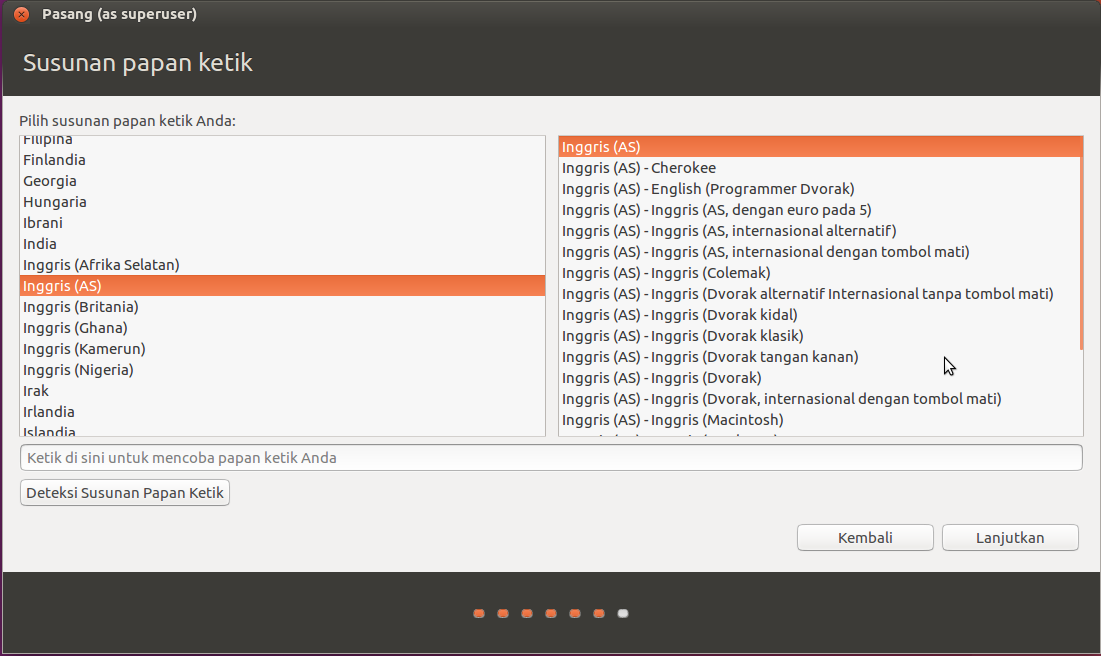 Pasang (as superuser)
Susunan papan ketik
Pilih susunan papan ketik Anda:
Filipina
Finlandia
Georgia
Hungaria
Ibrani
India
Inggris (Afrika Selatan)
Inggris (AS)
Inggris (Britania)
Inggris (Ghana)
Inggris (Kamerun)
Inggris (Nigeria)
Irak
Irlandia
Islandia
Inggris (AS)
Inggris (AS) - Cherokee
Inggris (AS) - English (Programmer Dvorak)
Inggris (AS) - Inggris (AS, dengan euro pada 5)
Inggris (AS) - Inggris (AS, internasional alternatif)
Inggris (AS) - Inggris (AS, internasional dengan tombol mati)
Inggris (AS) - Inggris (Colemak)
Inggris (AS) - Inggris (Dvorak alternatif Internasional tanpa tombol mati)
Inggris (AS) - Inggris (Dvorak kidal)
Inggris (AS) - Inggris (Dvorak klasik)
Inggris (AS) - Inggris (Dvorak tangan kanan)
Inggris (AS) - Inggris (Dvorak)
Inggris (AS) - Inggris (Dvorak, internasional dengan tombol mati)
Inggris (AS) - Inggris (Macintosh)
Ketik di sini untuk mencoba papan ketik Anda
Deteksi Susunan Papan Ketik
Kembali
Lanjutkan